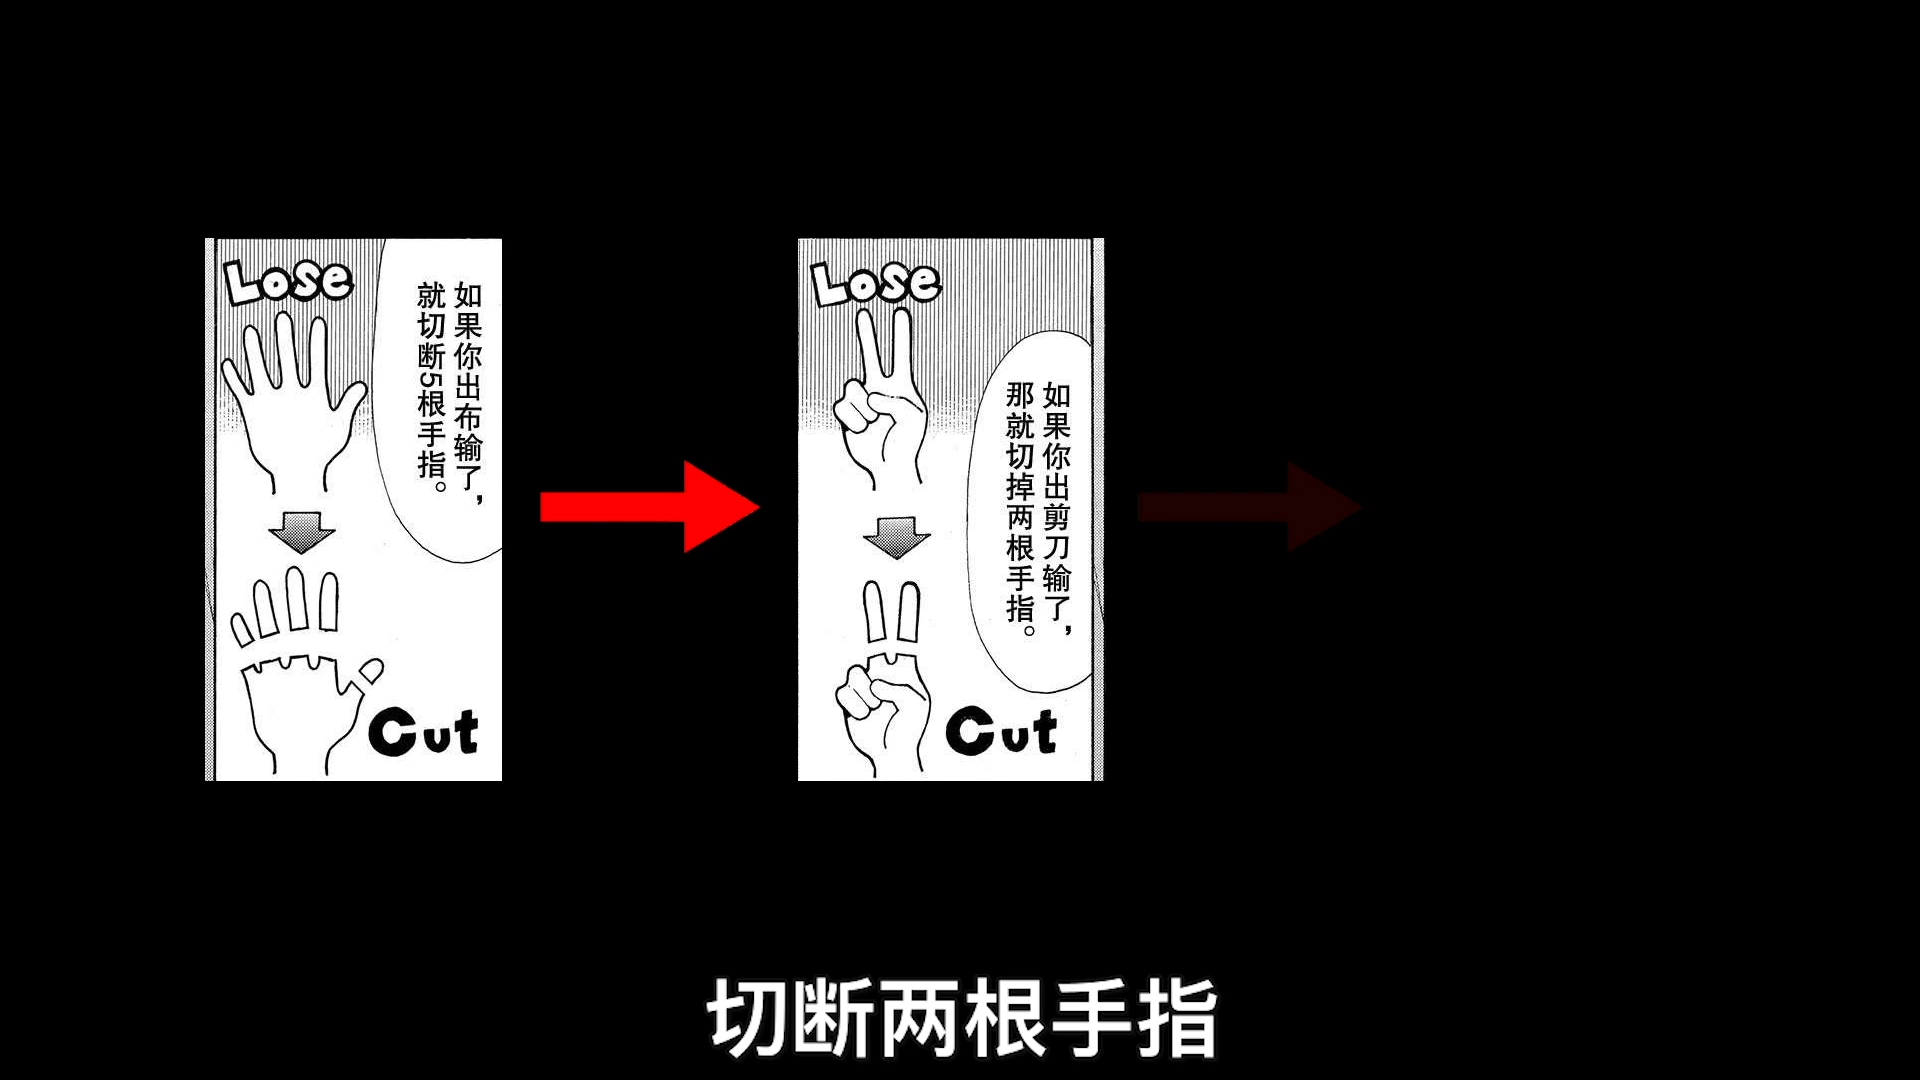 Lose
如果你出布输了，
就切断5根手指。
Cut
Lose
如果你出剪刀输了，
那就切掉两根手指。
Cut
切断两根手指